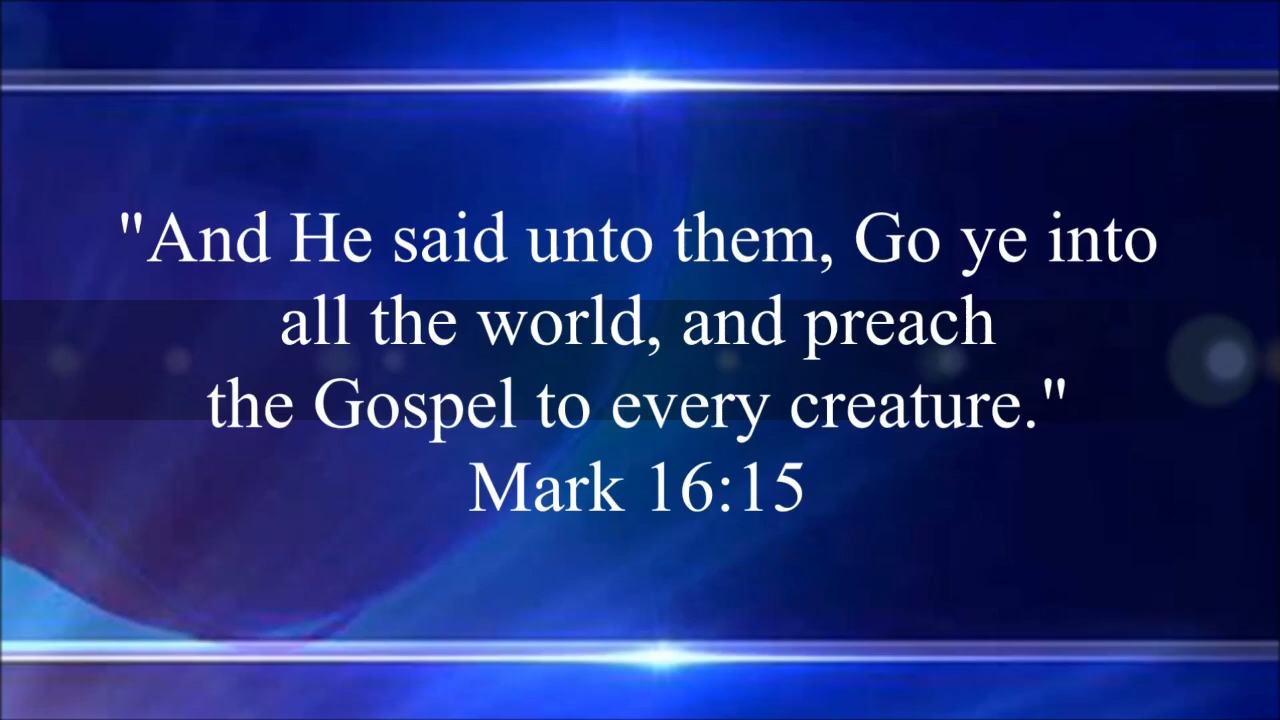 "And He said unto them, Go ye into
all the world, and preach
the Gospel to every creature."
Mark 16:15